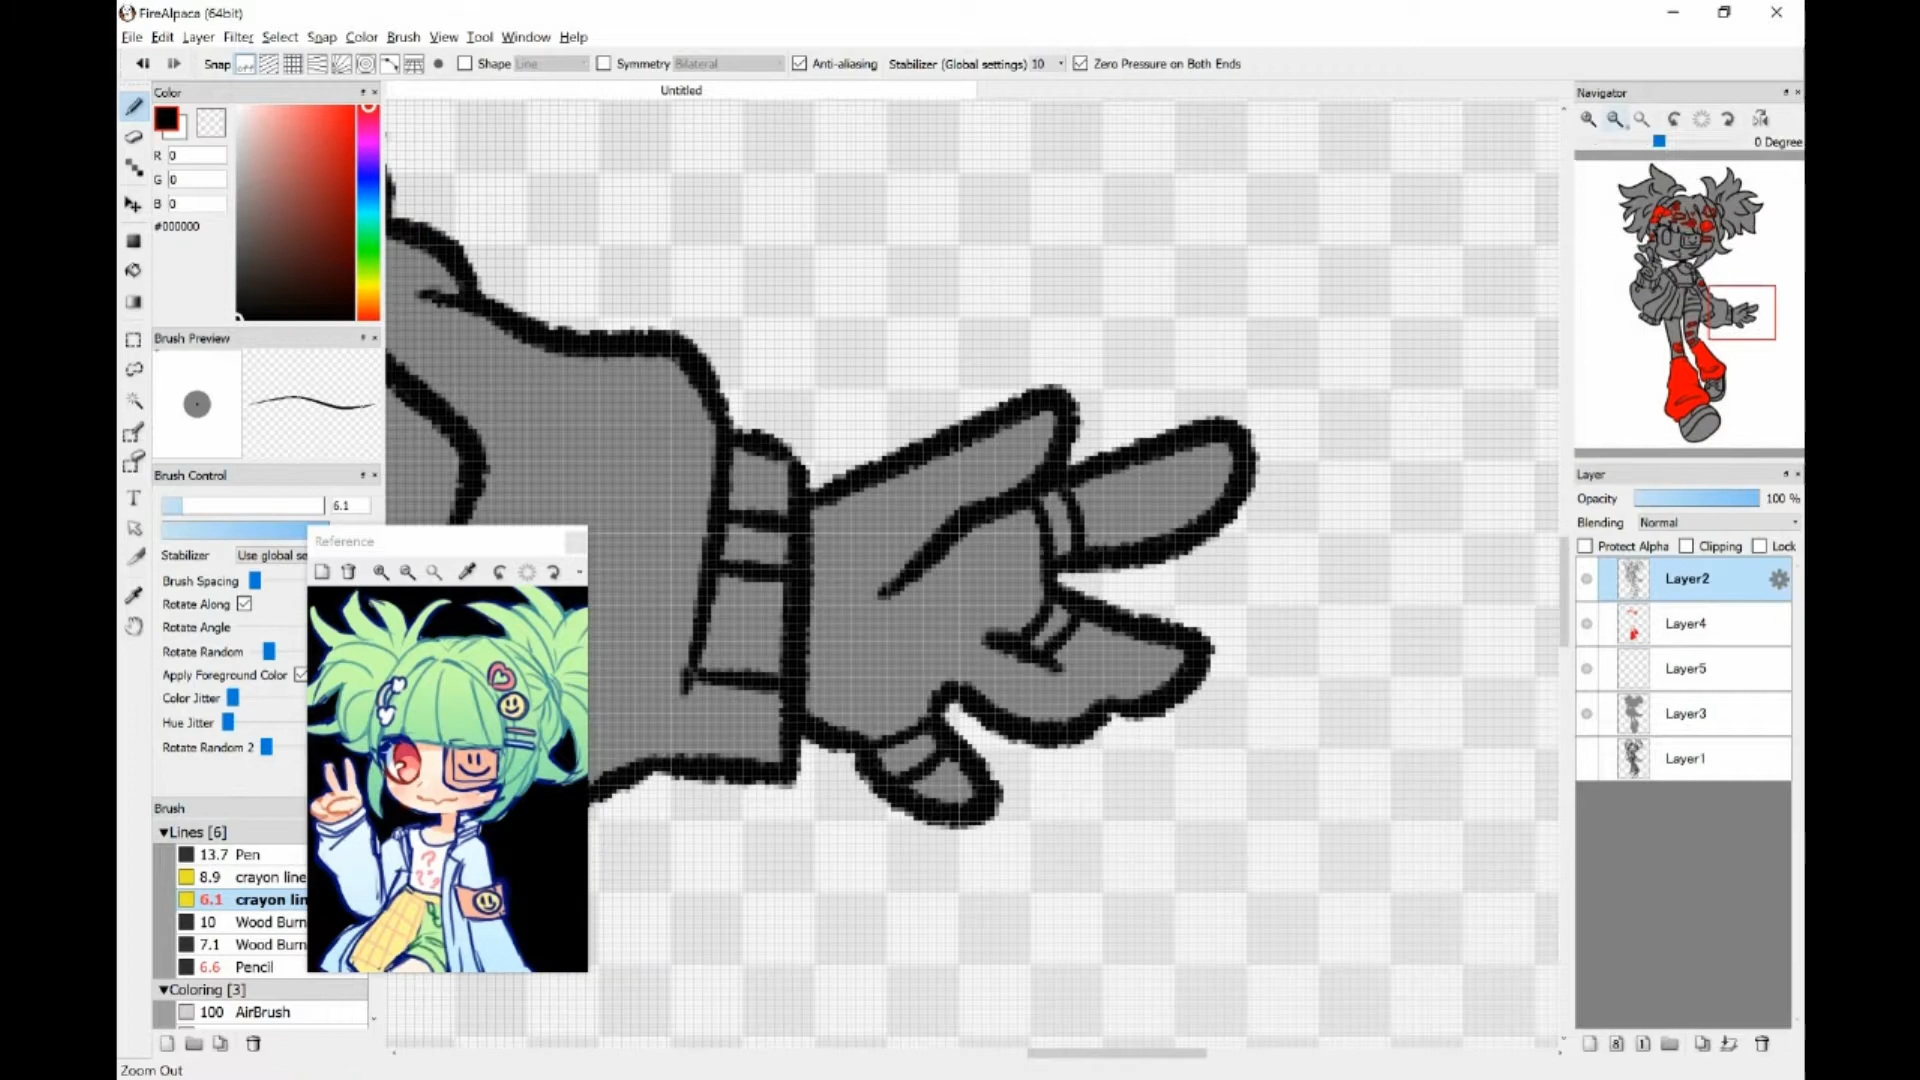 FireAlpaca (64bit)
File Edit Layer Filter Select Snap Color Brush View Tool Window Help
Snap off Shape Line Symmetry Bilateral Anti-aliasing Stabilizer (Global settings) 10 Zero Pressure on Both Ends
Color
Untitled
Navigator
R 0
G 0
B 0
#000000
0 Degree
Brush Preview
Brush Control
6.1
Stabilizer Use global se
Brush Spacing
Rotate Along
Rotate Angle
Rotate Random
Apply Foreground Color
Color Jitter
Hue Jitter
Rotate Random 2
Reference
Brush
Lines [6]
13.7 Pen
8.9 crayon line
6.1 crayon lin
10 Wood Burn
7.1 Wood Burn
6.6 Pencil
Coloring [3]
100 AirBrush
Layer
Opacity 100 %
Blending Normal
Protect Alpha Clipping Lock
Layer2
Layer4
Layer5
Layer3
Layer1
T
? 
? ?
8 1
Zoom Out